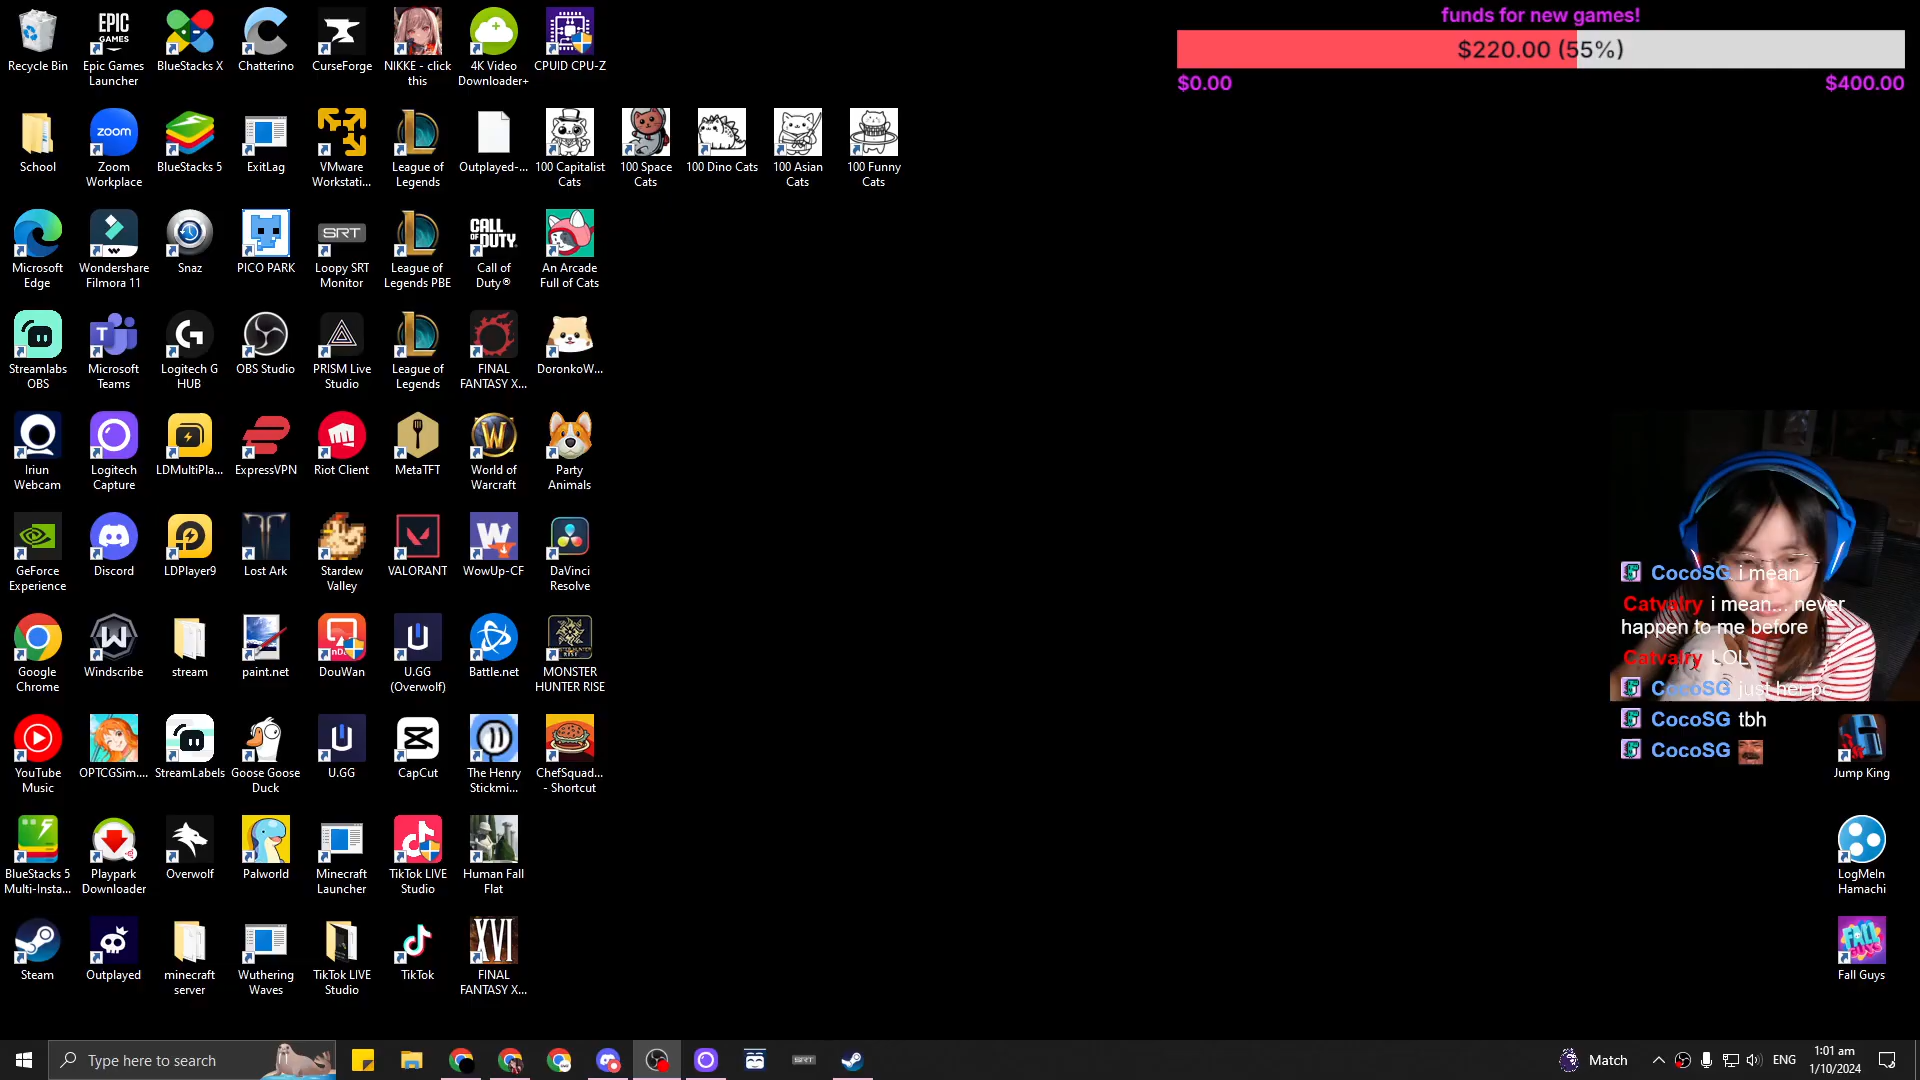 funds for new games!
$220.00 (55%)
$0.00
$400.00
EPIC
GAMES
Recycle Bin
Epic Games
Launcher
BlueStacks X
Chatterino
CurseForge
NIKKE - click
this
4K Video
Downloader+
CPUID CPU-Z
zoom
School
Zoom
Workplace
BlueStacks 5
ExitLag
VMware
Workstati...
League of
Legends
Outplayed-...
100 Capitalist
Cats
100 Space
Cats
100 Dino Cats
100 Asian
Cats
100 Funny
Cats
SRT
CALL
OF DUTY
Microsoft
Edge
Wondershare
Filmora 11
Snaz
PICO PARK
Loopy SRT
Monitor
League of
Legends PBE
Call of
Duty®
An Arcade
Full of Cats
Streamlabs
OBS
Microsoft
Teams
Logitech G
HUB
OBS Studio
PRISM Live
Studio
League of
Legends
FINAL
FANTASY X...
DoronkoW...
Iriun
Webcam
Logitech
Capture
LDMultiPla...
ExpressVPN
Riot Client
MetaTFT
World of
Warcraft
Party
Animals
GeForce
Experience
Discord
LDPlayer9
Lost Ark
Stardew
Valley
VALORANT
WowUp-CF
DaVinci
Resolve
Google
Chrome
Windscribe
stream
paint.net
DouWan
U.GG
(Overwolf)
Battle.net
MONSTER
HUNTER RISE
YouTube
Music
OPTCGSim....
StreamLabels
Goose Goose
Duck
U.GG
CapCut
The Henry
Stickmi...
ChefSquad...
- Shortcut
BlueStacks 5
Multi-Insta...
Playpark
Downloader
Overwolf
Palworld
Minecraft
Launcher
TikTok LIVE
Studio
Human Fall
Flat
XVI
Steam
Outplayed
minecraft
server
Wuthering
Waves
TikTok LIVE
Studio
TikTok
FINAL
FANTASY X...
CocoSG i mean
Catvalry i mean... never
happen to me before
Catvalry LOL
CocoSG just her pc
CocoSG tbh
CocoSG
Jump King
LogMeIn
Hamachi
FALL
GUYS
Fall Guys
Type here to search
SRT
Match
ENG
1:01 am
1/10/2024